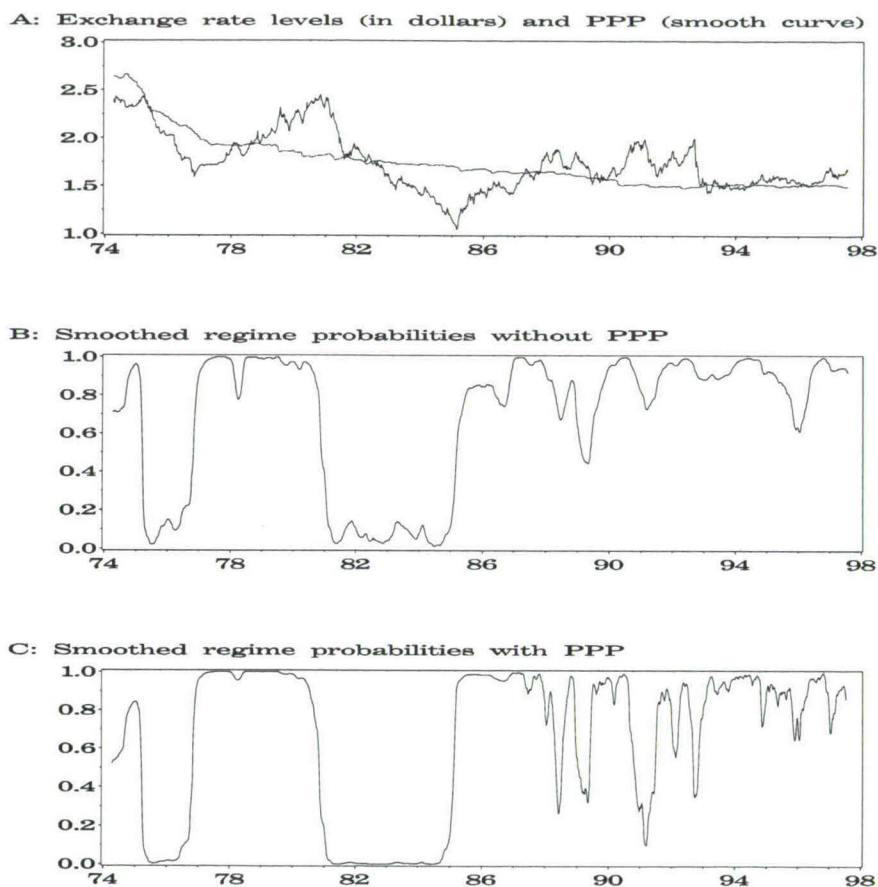 A: Exchange rate levels (in dollars) and PPP (smooth curve)
3.0
2.5
2.0
1.5
1.0
74 78 82 86 90 94 98
B: Smoothed regime probabilities without PPP
1.0
0.8
0.6
0.4
0.2
0.0
74 78 82 86 90 94 98
C: Smoothed regime probabilities with PPP
1.0
0.8
0.6
0.4
0.2
0.0
74 78 82 86 90 94 98